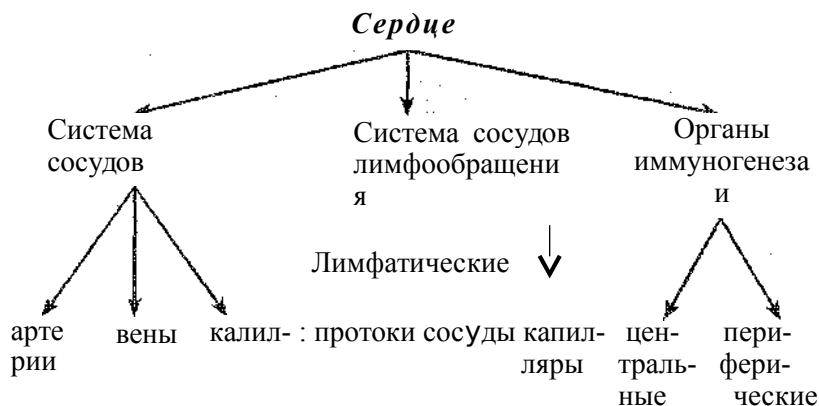 Сердце
Система
сосудов
Система сосудов
лимфообращени
я
Органы
иммуногенеза
и
Лимфатические
арте
рии
вены
калил- : протоки сосуды капил-
ляры
цен-
траль-
ные
пери-
фери-
ческие